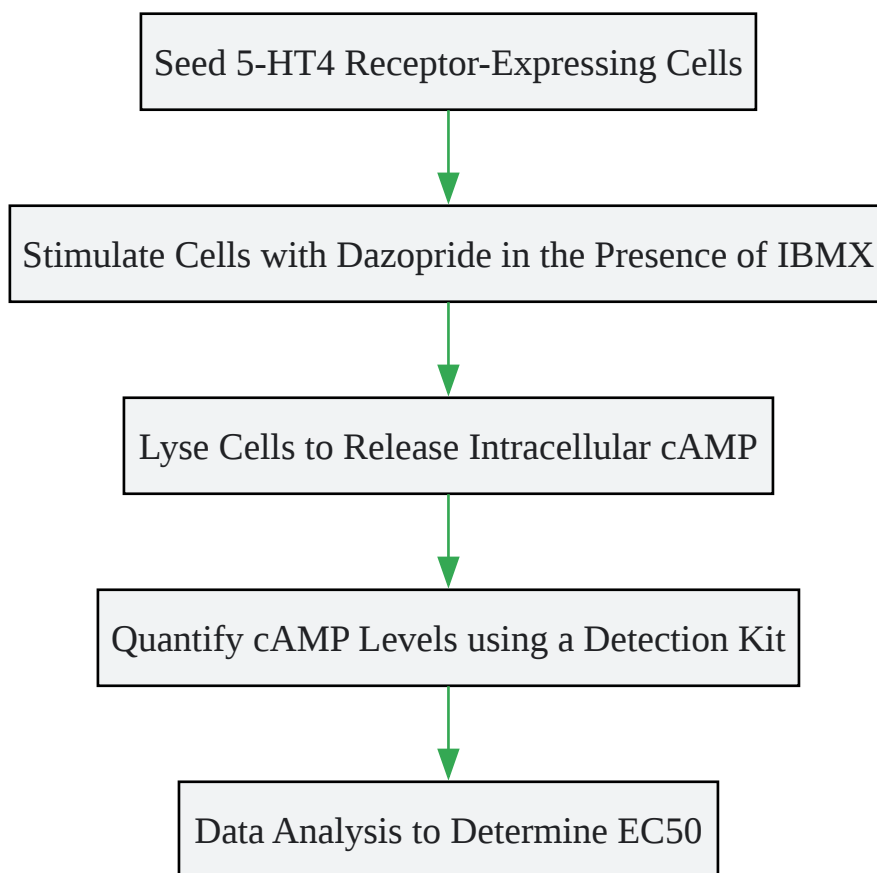 Seed 5-HT4 Receptor-Expressing Cells
Stimulate Cells with Dazopride in the Presence of IBMX
Lyse Cells to Release Intracellular cAMP
Quantify cAMP Levels using a Detection Kit
Data Analysis to Determine EC50